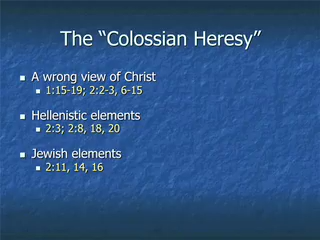 The “Colossian Heresy”
A wrong view of Christ
1:15-19; 2:2-3, 6-15
Hellenistic elements
2:3; 2:8, 18, 20
Jewish elements
2:11, 14, 16